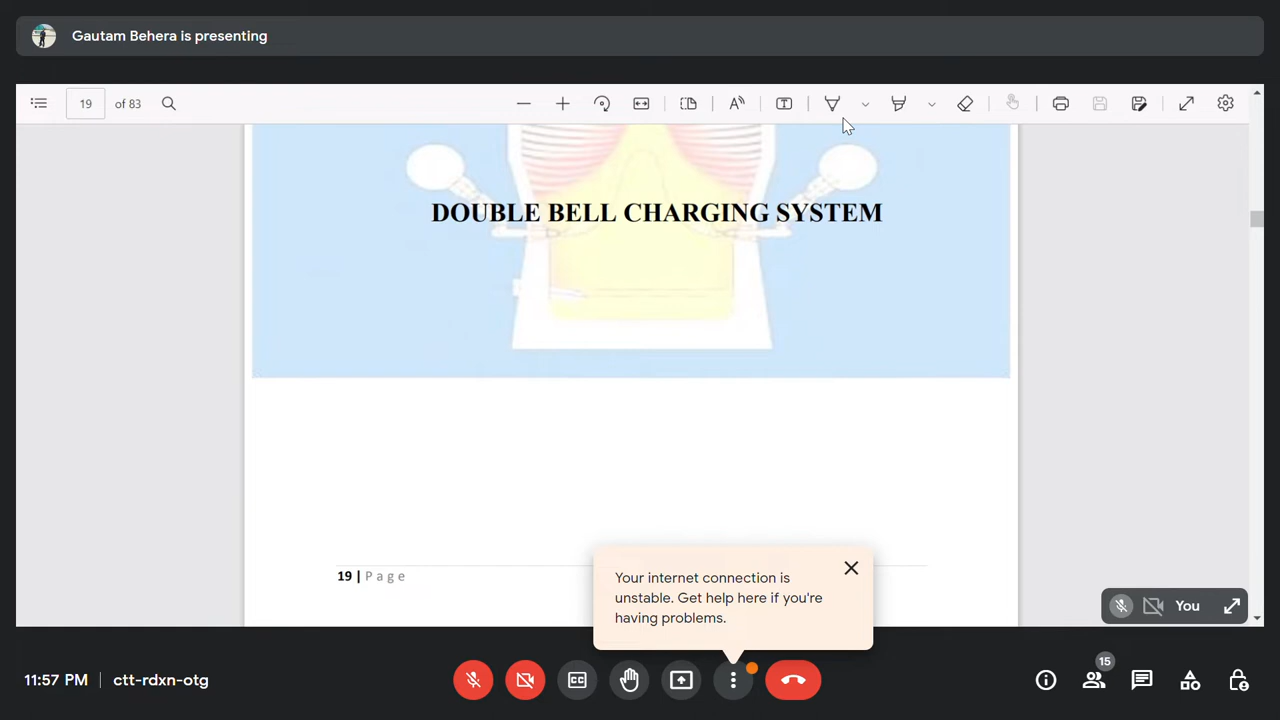 Gautam Behera is presenting
19 of 83
DOUBLE BELL CHARGING SYSTEM
19 | Page
Your internet connection is
unstable. Get help here if you're
having problems.
You
11:57 PM | ctt-rdxn-otg
15